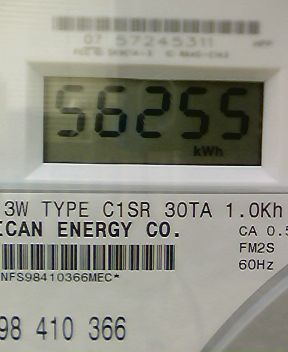 07 57245311
56255
kWh
3W TYPE C1SR 30TA 1.0Kh
ICAN ENERGY CO.
CA 0.5
FM2S
60Hz
NFS98410366MEC*
98 410 366